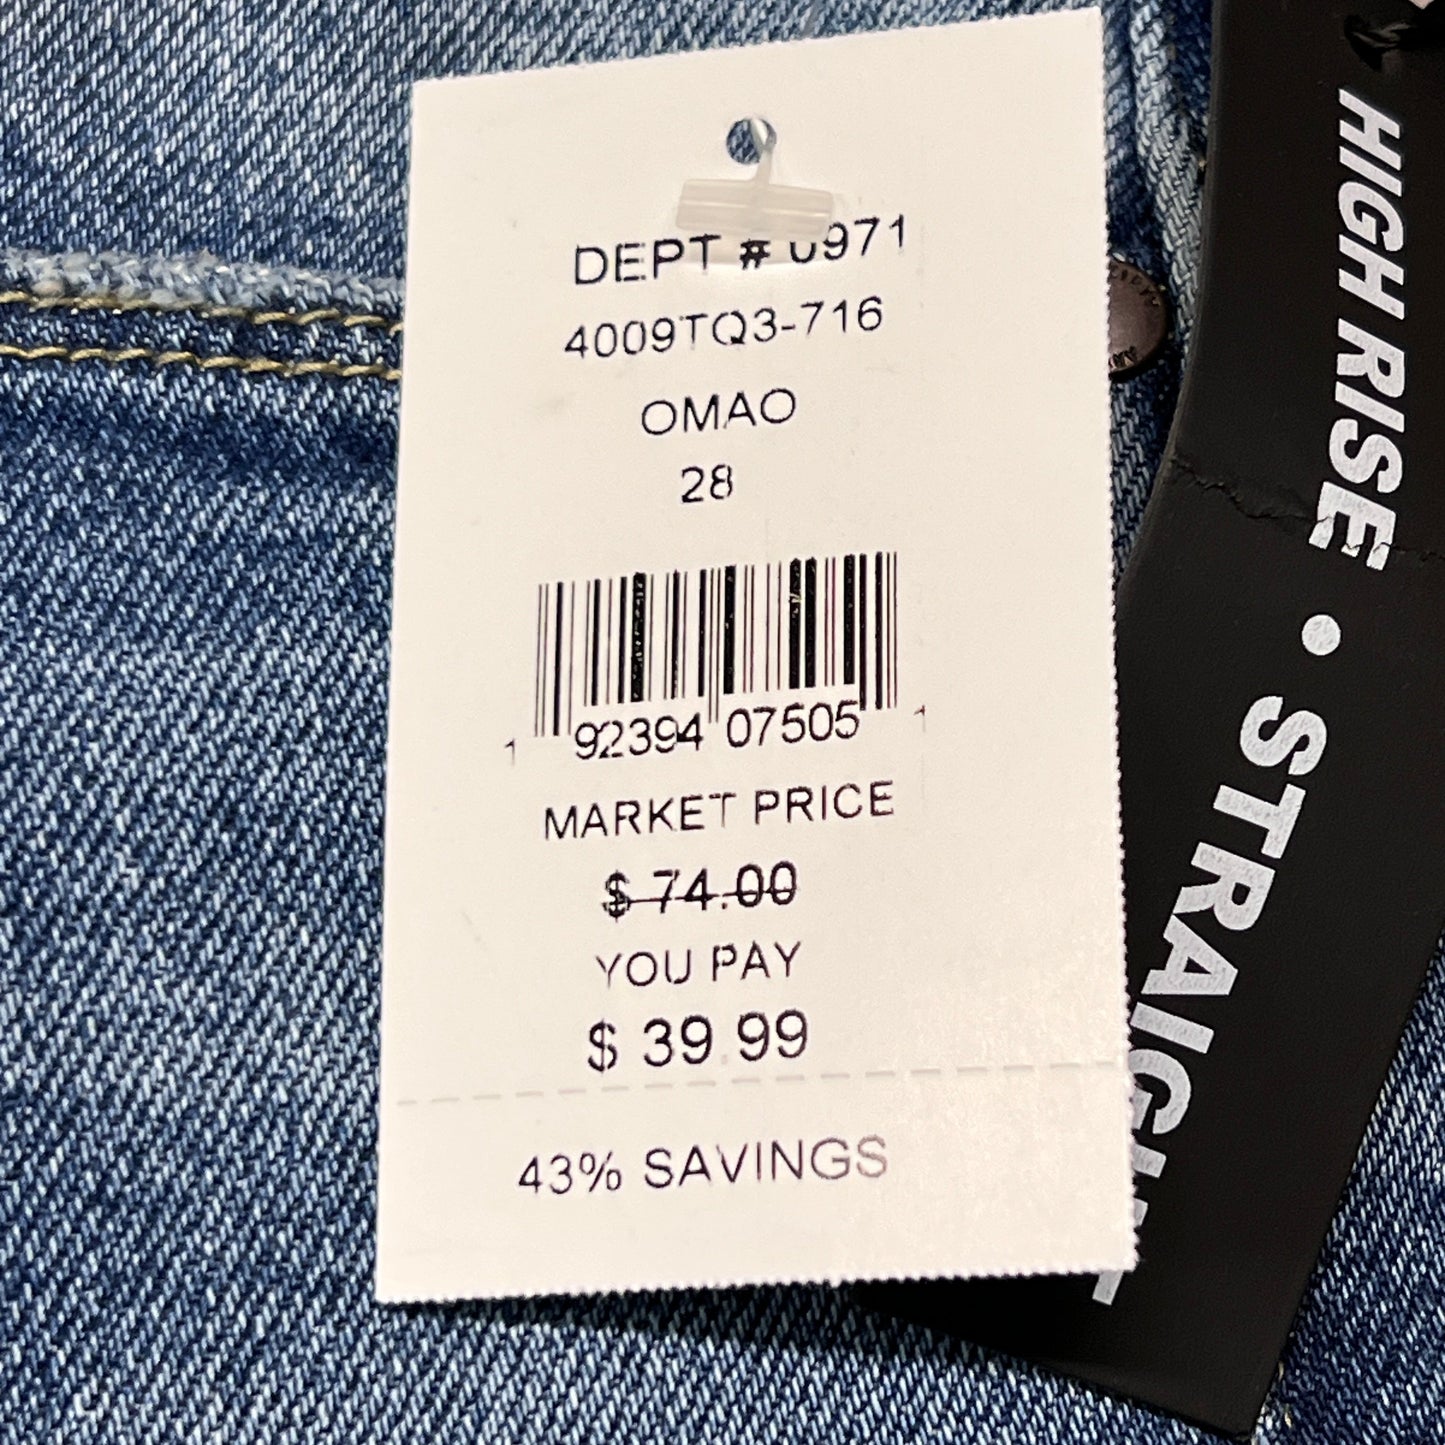 DEPT # 0971
4009TQ3-716
OMAO
28
1 92394 07505 1
MARKET PRICE
$ 74.00
YOU PAY
$ 39.99
43% SAVINGS
HIGH RISE • STRAIGHT